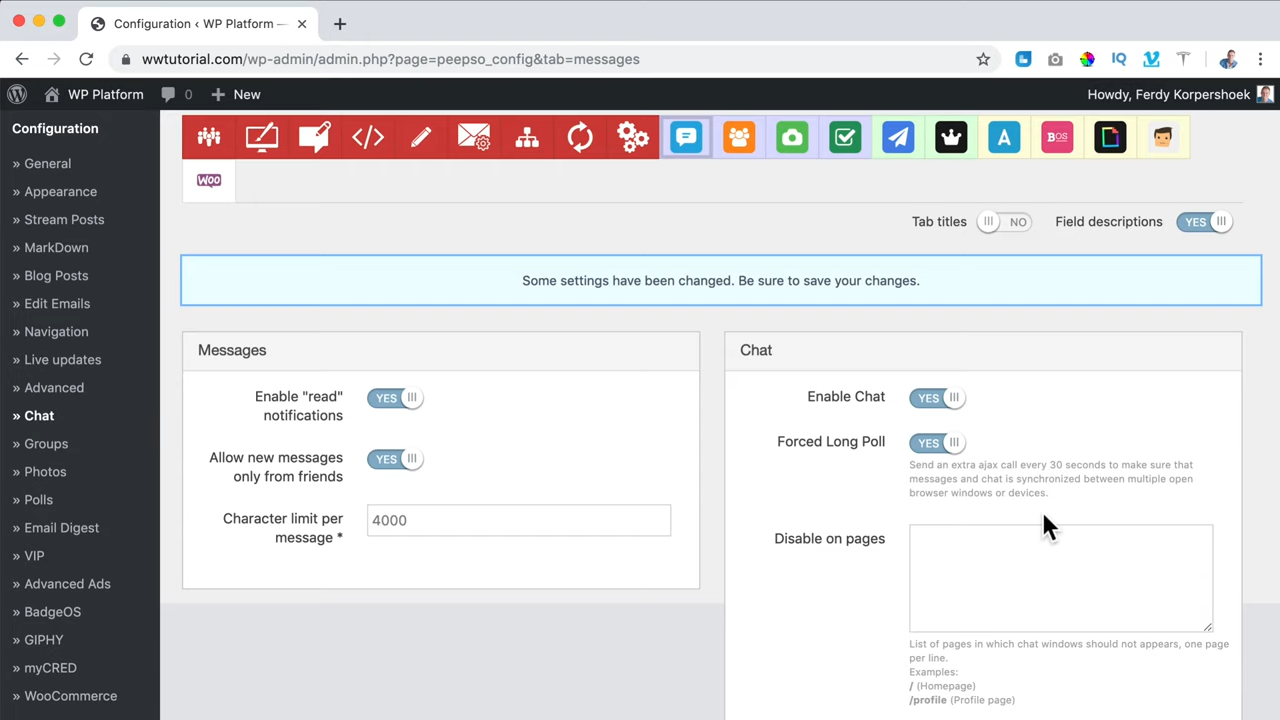 Configuration ‹ WP Platform —
wwtutorial.com/wp-admin/admin.php?page=peepso_config&tab=messages
IQ
WP Platform
0
New
Howdy, Ferdy Korpershoek
Configuration
» General
» Appearance
» Stream Posts
» MarkDown
» Blog Posts
» Edit Emails
» Navigation
» Live updates
» Advanced
» Chat
» Groups
» Photos
» Polls
» Email Digest
» VIP
» Advanced Ads
» BadgeOS
» GIPHY
» myCRED
» WooCommerce
A
BOS
WOO
Tab titles
NO
Field descriptions
YES
Some settings have been changed. Be sure to save your changes.
Messages
Enable "read"
notifications
YES
Allow new messages
only from friends
YES
Character limit per
message *
4000
Chat
Enable Chat
YES
Forced Long Poll
YES
Send an extra ajax call every 30 seconds to make sure that
messages and chat is synchronized between multiple open
browser windows or devices.
Disable on pages
List of pages in which chat windows should not appears, one page
per line.
Examples:
/ (Homepage)
/profile (Profile page)